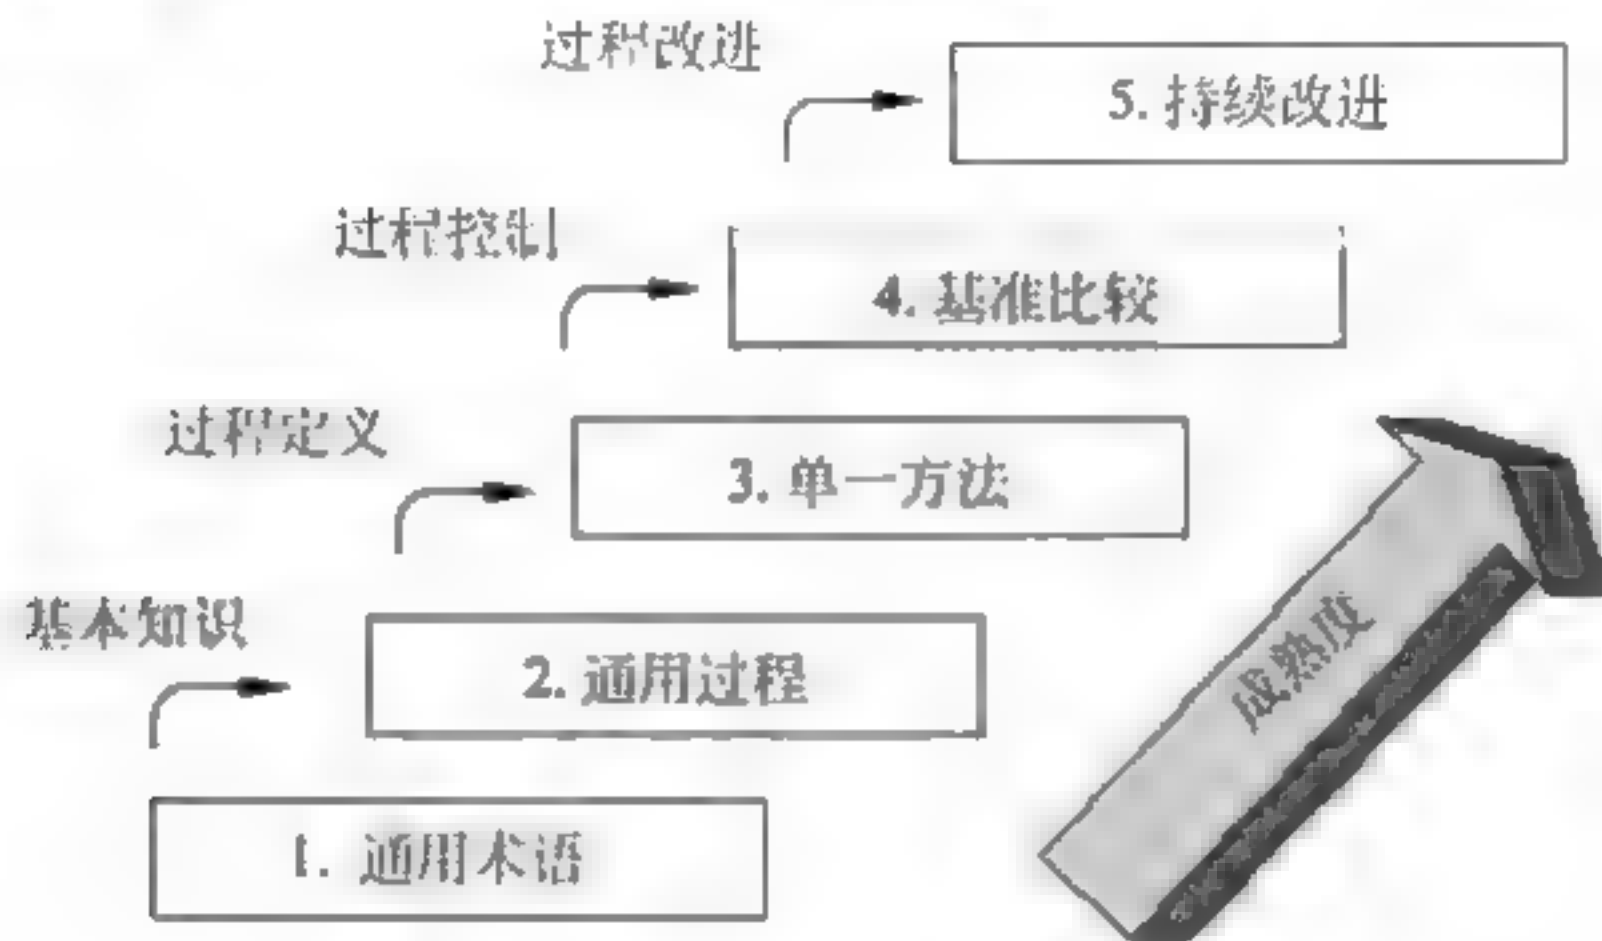 过程改进
5. 持续改进
过程控制
4. 基准比较
过程定义
3. 单一方法
基本知识
2. 通用过程
成熟度
1. 通用术语